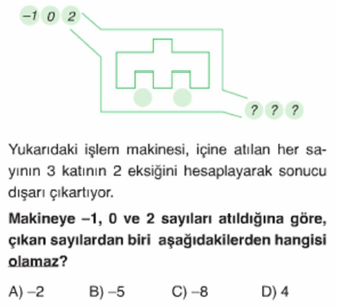 –1 0 2
? ? ?
Yukarıdaki işlem makinesi, içine atılan her sa-
yının 3 katının 2 eksiğini hesaplayarak sonucu
dışarı çıkartıyor.
Makineye –1, 0 ve 2 sayıları atıldığına göre,
çıkan sayılardan biri aşağıdakilerden hangisi
olamaz?
A) –2 B) –5 C) –8 D) 4